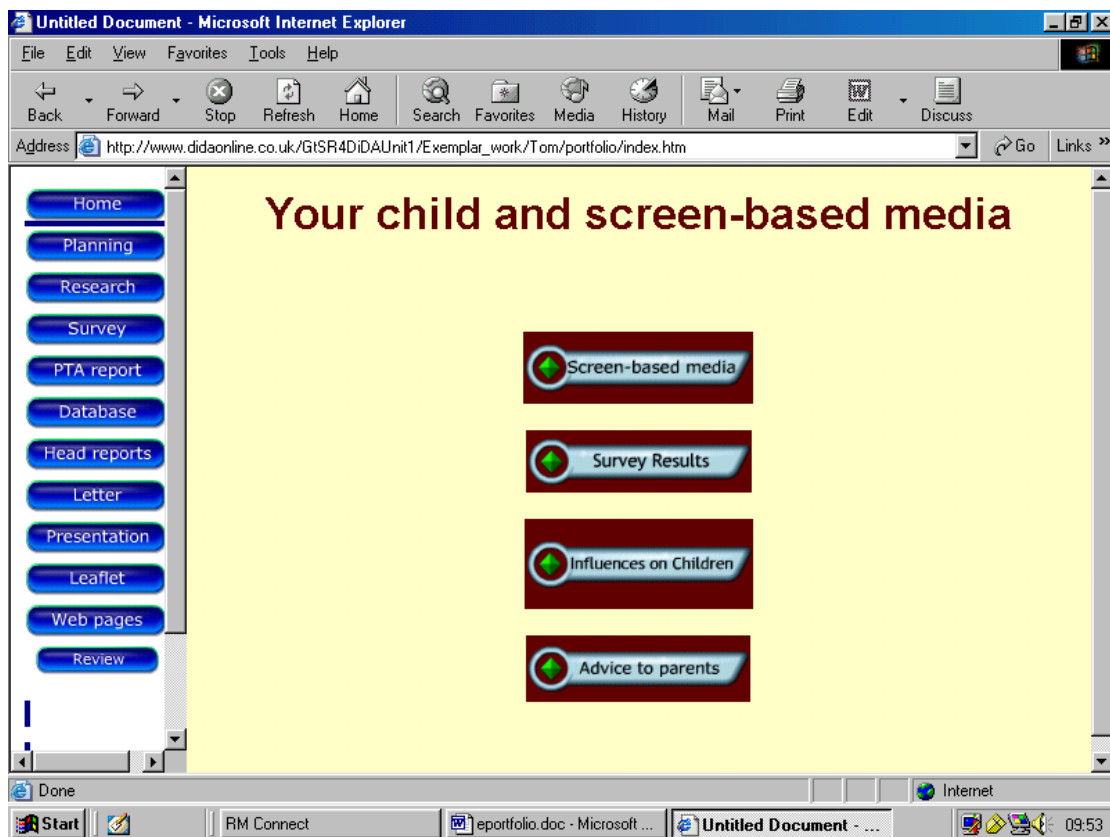 Untitled Document - Microsoft Internet Explorer
File Edit View Favorites Tools Help
Back Forward Stop Refresh Home Search Favorites Media History Mail Print Edit Discuss
Address http://www.didaonline.co.uk/GtSR4DiDAUnit1/Exemplar_work/Tom/portfolio/index.htm Go Links »
Home
Planning
Research
Survey
PTA report
Database
Head reports
Letter
Presentation
Leaflet
Web pages
Review
Your child and screen-based media
Screen-based media
Survey Results
Influences on Children
Advice to parents
Done Internet
Start RM Connect eportfolio.doc - Microsoft ... Untitled Document - ... 09:53